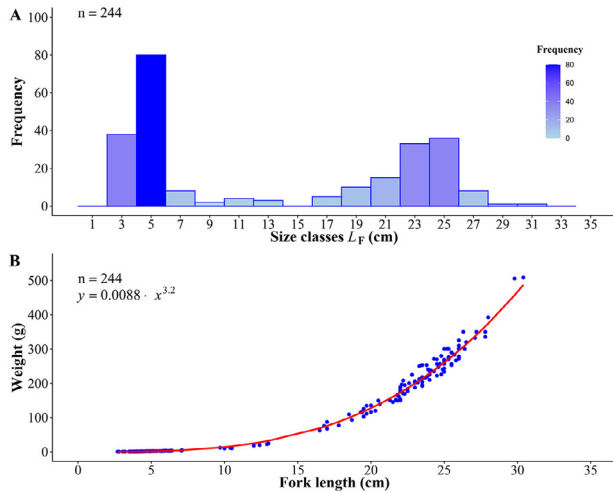 A
n = 244
100
80
60
40
20
0
Frequency
Frequency
80
60
40
20
0
1 3 5 7 9 11 13 15 17 19 21 23 25 27 29 31 33 35
Size classes L_F (cm)
B
n = 244
y = 0.0088 · x^3.2
500
400
300
200
100
0
Weight (g)
0 5 10 15 20 25 30 35
Fork length (cm)